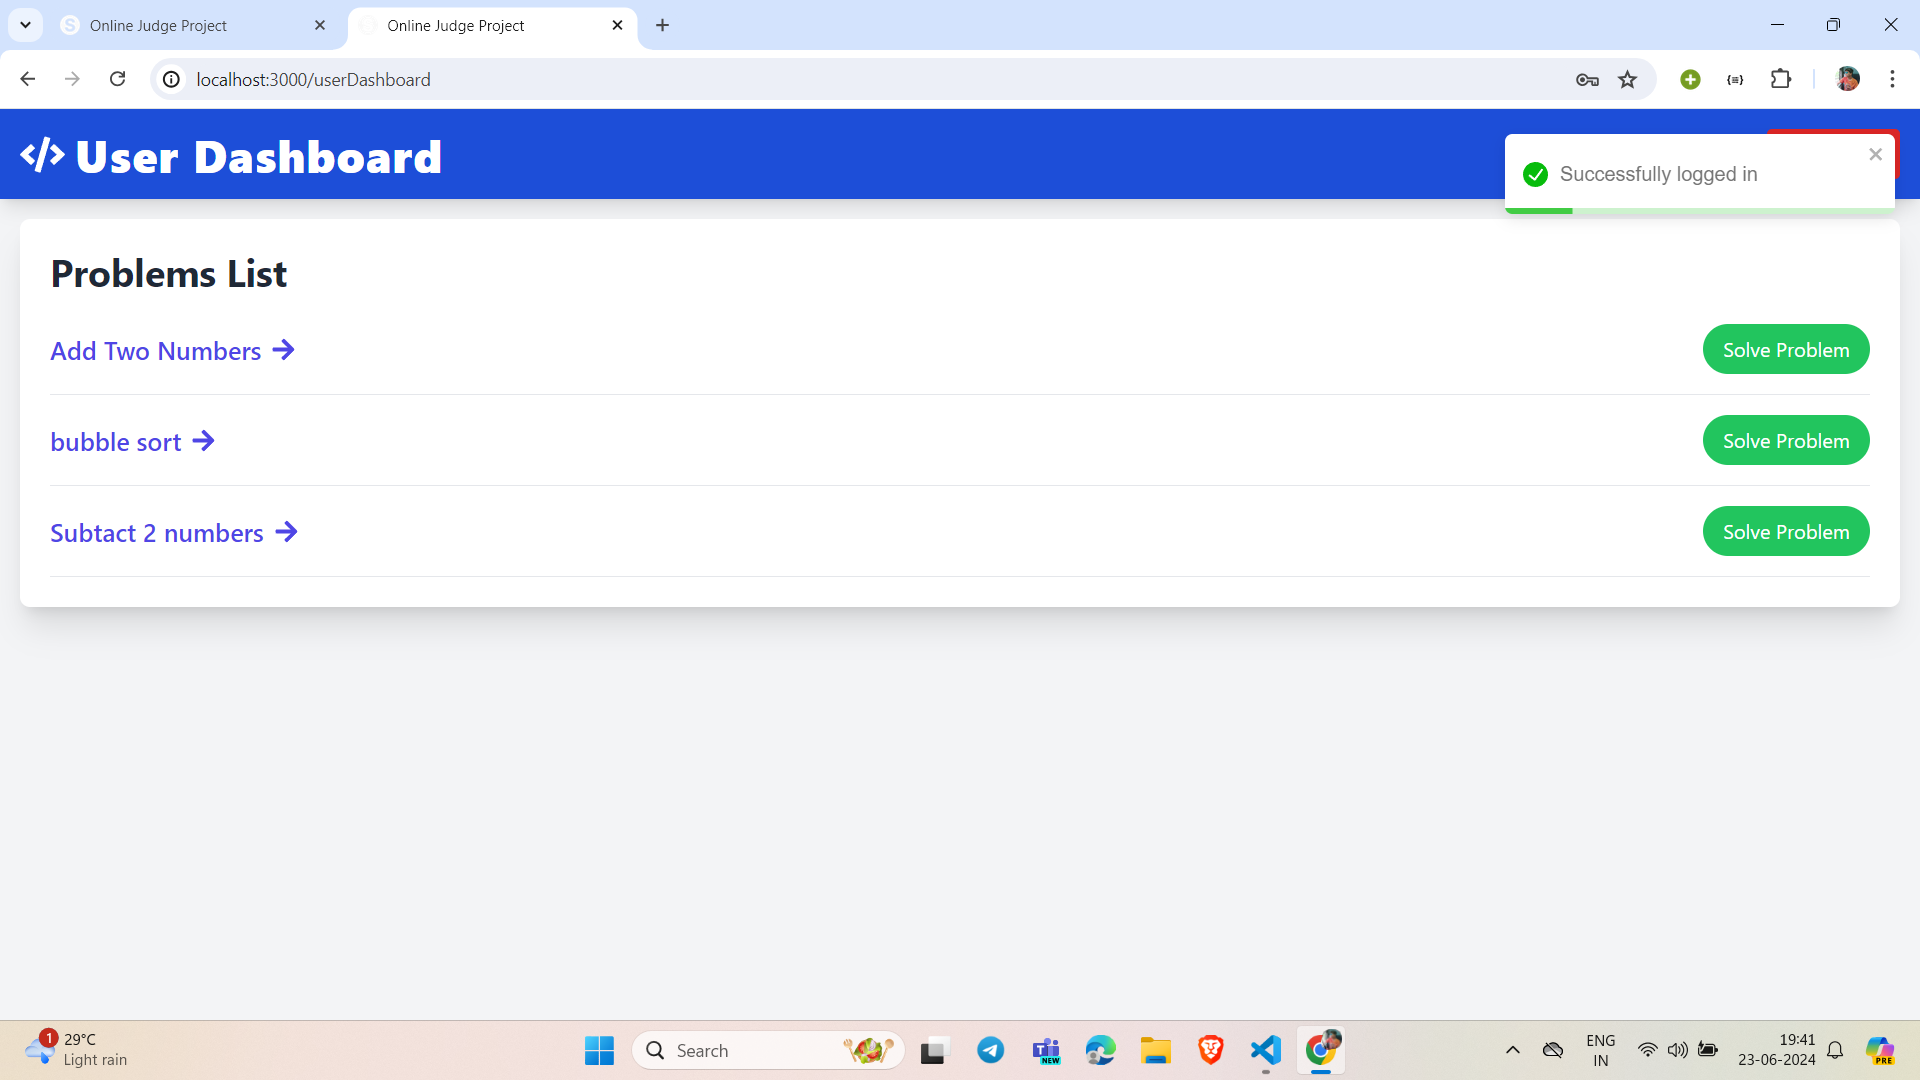 Online Judge Project
Online Judge Project
localhost:3000/userDashboard
</> User Dashboard
Successfully logged in
Problems List
Add Two Numbers
Solve Problem
bubble sort
Solve Problem
Subtact 2 numbers
Solve Problem
1
29°C
Light rain
Search
NEW
ENG
IN
19:41
23-06-2024
PRE